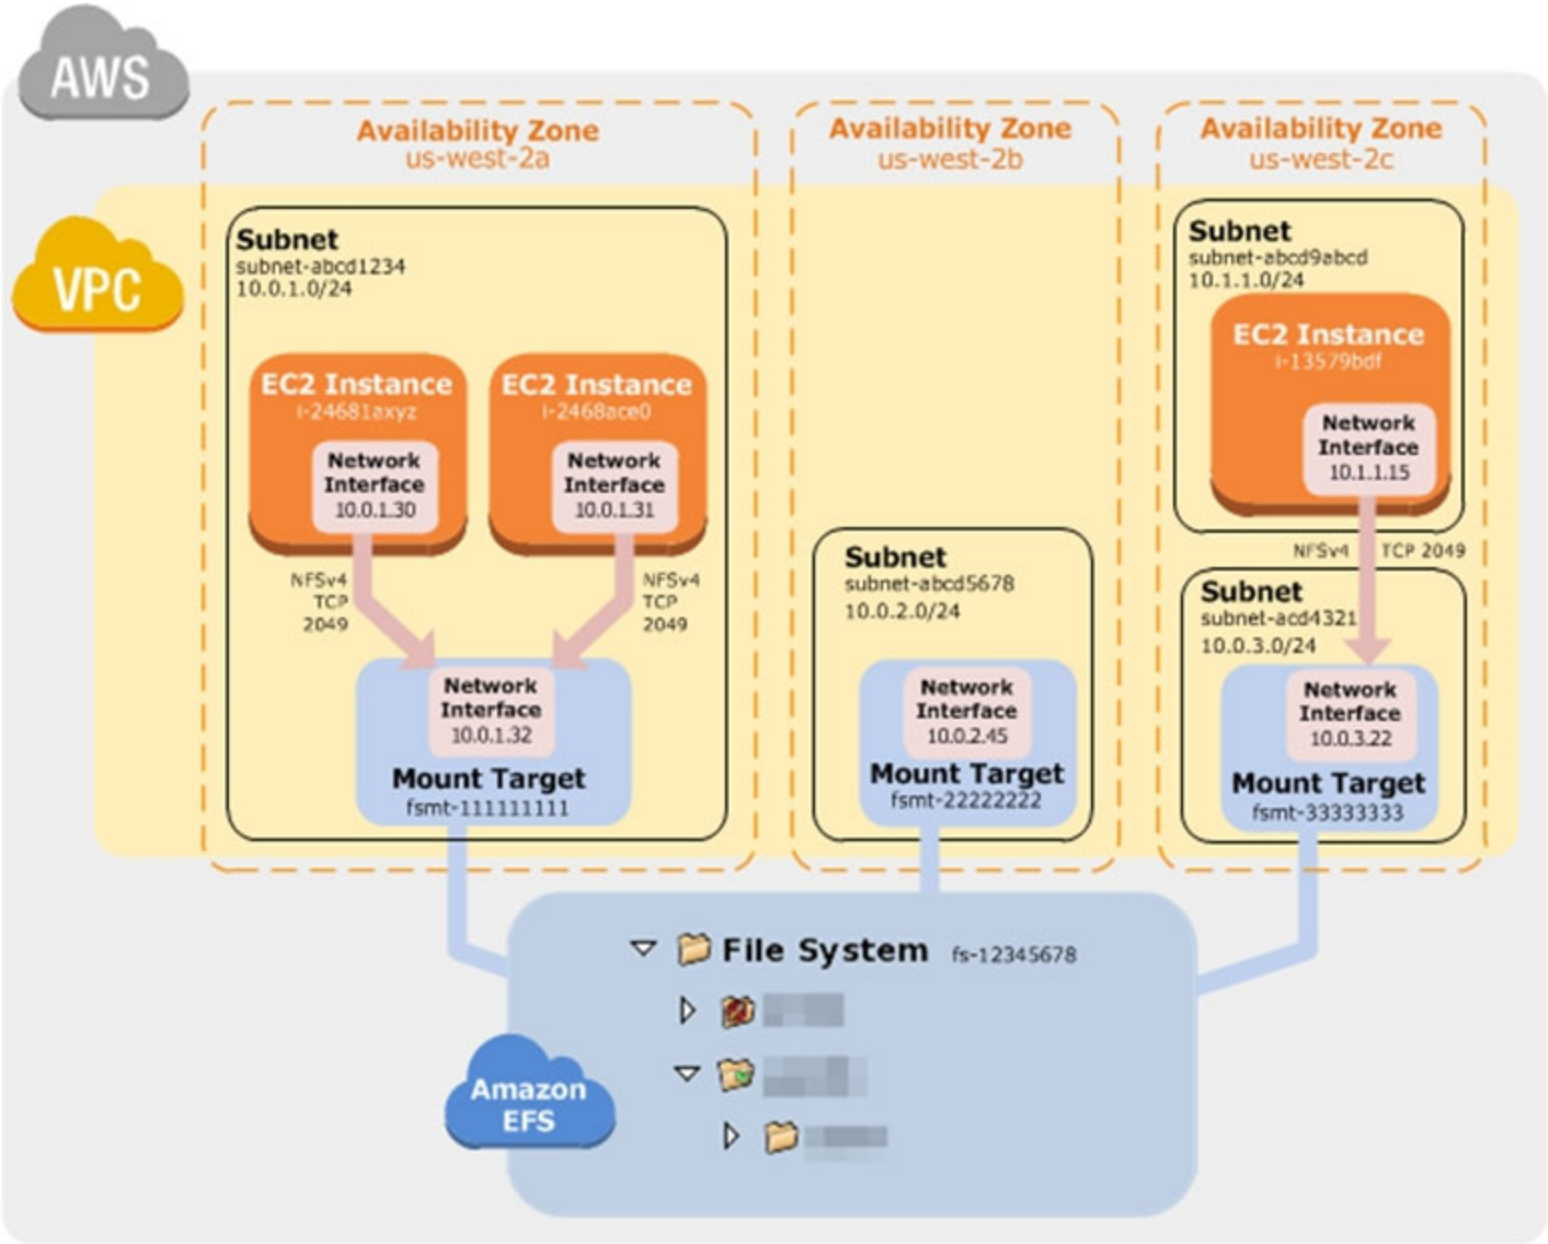 AWS
Availability Zone
us-west-2a
Availability Zone
us-west-2b
Availability Zone
us-west-2c
VPC
Subnet
subnet-abcd1234
10.0.1.0/24
EC2 Instance
i-24681axyz
Network
Interface
10.0.1.30
EC2 Instance
i-2468ace0
Network
Interface
10.0.1.31
NFSv4
TCP
2049
NFSv4
TCP
2049
Network
Interface
10.0.1.32
Mount Target
fsmt-111111111
Subnet
subnet-abcd5678
10.0.2.0/24
Network
Interface
10.0.2.45
Mount Target
fsmt-22222222
Subnet
subnet-abcd9abcd
10.1.1.0/24
EC2 Instance
i-13579bdf
Network
Interface
10.1.1.15
NFSv4 TCP 2049
Subnet
subnet-acd4321
10.0.3.0/24
Network
Interface
10.0.3.22
Mount Target
fsmt-33333333
File System fs-12345678
Amazon
EFS